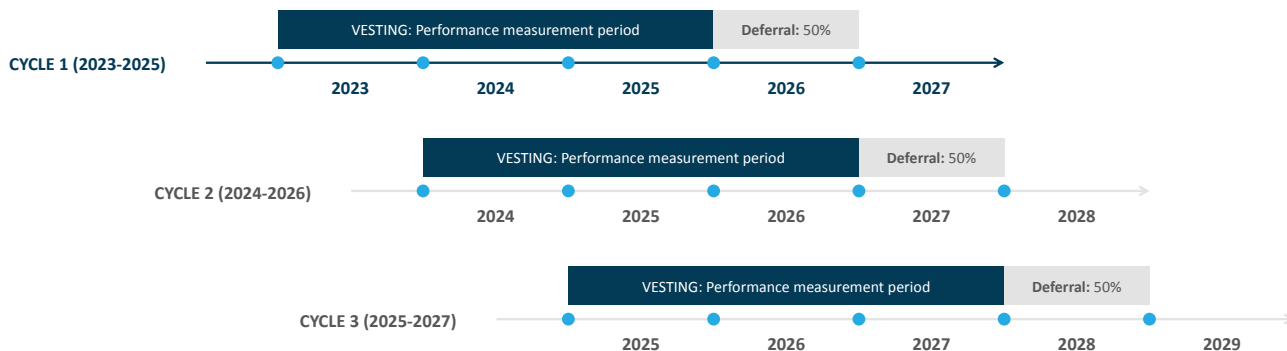 VESTING: Performance measurement period Deferral: 50%
CYCLE 1 (2023-2025)
2023 2024 2025 2026 2027
VESTING: Performance measurement period Deferral: 50%
CYCLE 2 (2024-2026)
2024 2025 2026 2027 2028
VESTING: Performance measurement period Deferral: 50%
CYCLE 3 (2025-2027)
2025 2026 2027 2028 2029